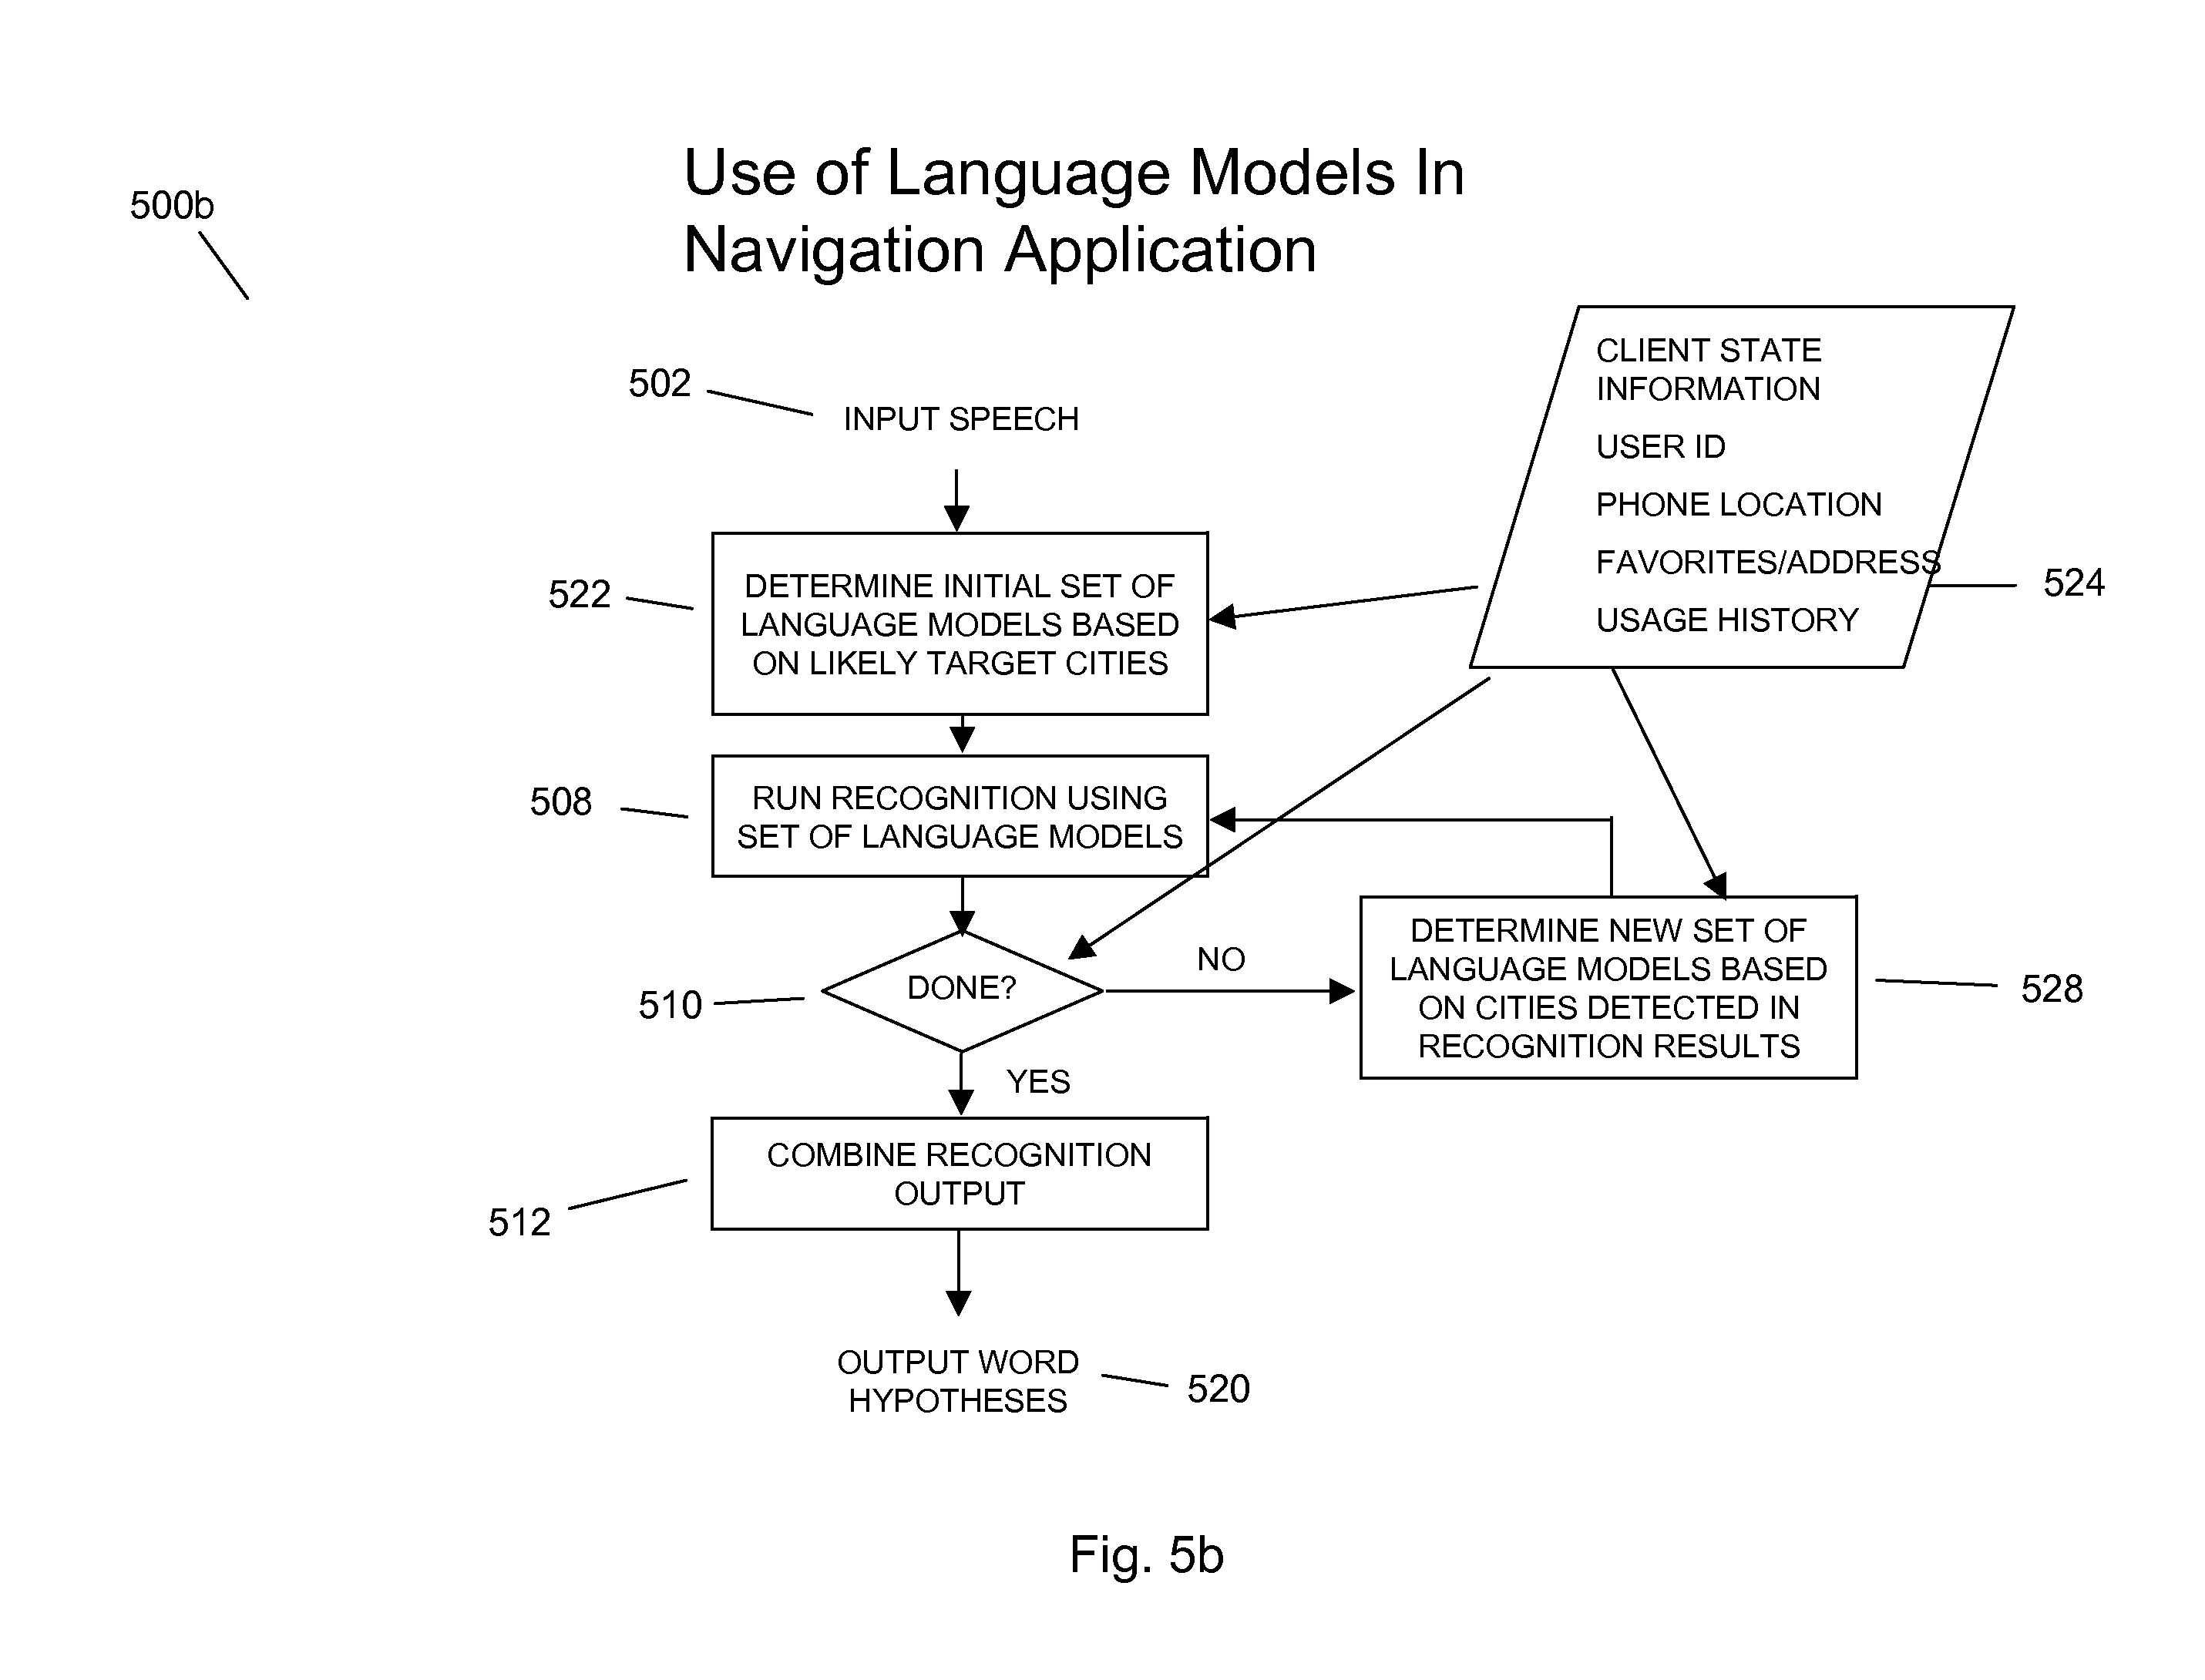 Use of Language Models In
Navigation Application
500b
502
INPUT SPEECH
CLIENT STATE
INFORMATION
USER ID
PHONE LOCATION
FAVORITES/ADDRESS
USAGE HISTORY
524
522
DETERMINE INITIAL SET OF
LANGUAGE MODELS BASED
ON LIKELY TARGET CITIES
508
RUN RECOGNITION USING
SET OF LANGUAGE MODELS
510
DONE?
NO
YES
DETERMINE NEW SET OF
LANGUAGE MODELS BASED
ON CITIES DETECTED IN
RECOGNITION RESULTS
528
512
COMBINE RECOGNITION
OUTPUT
OUTPUT WORD
HYPOTHESES
520
Fig. 5b